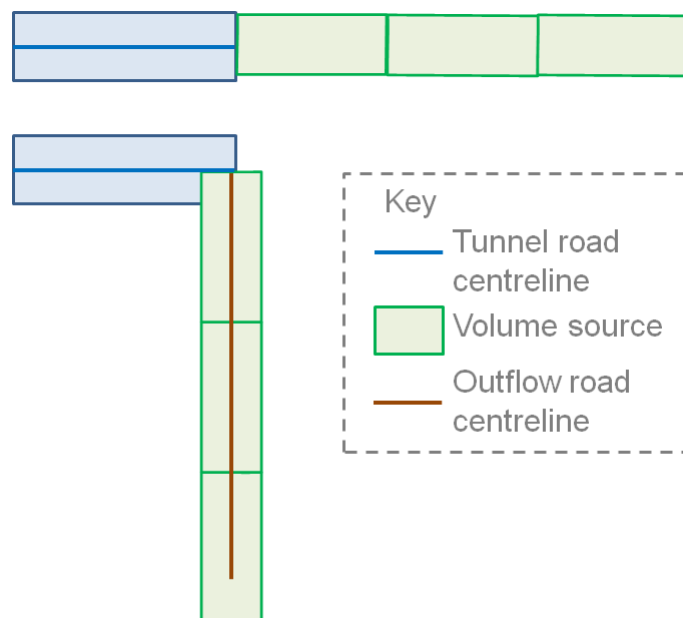 Key
Tunnel road
centreline
Volume source
Outflow road
centreline